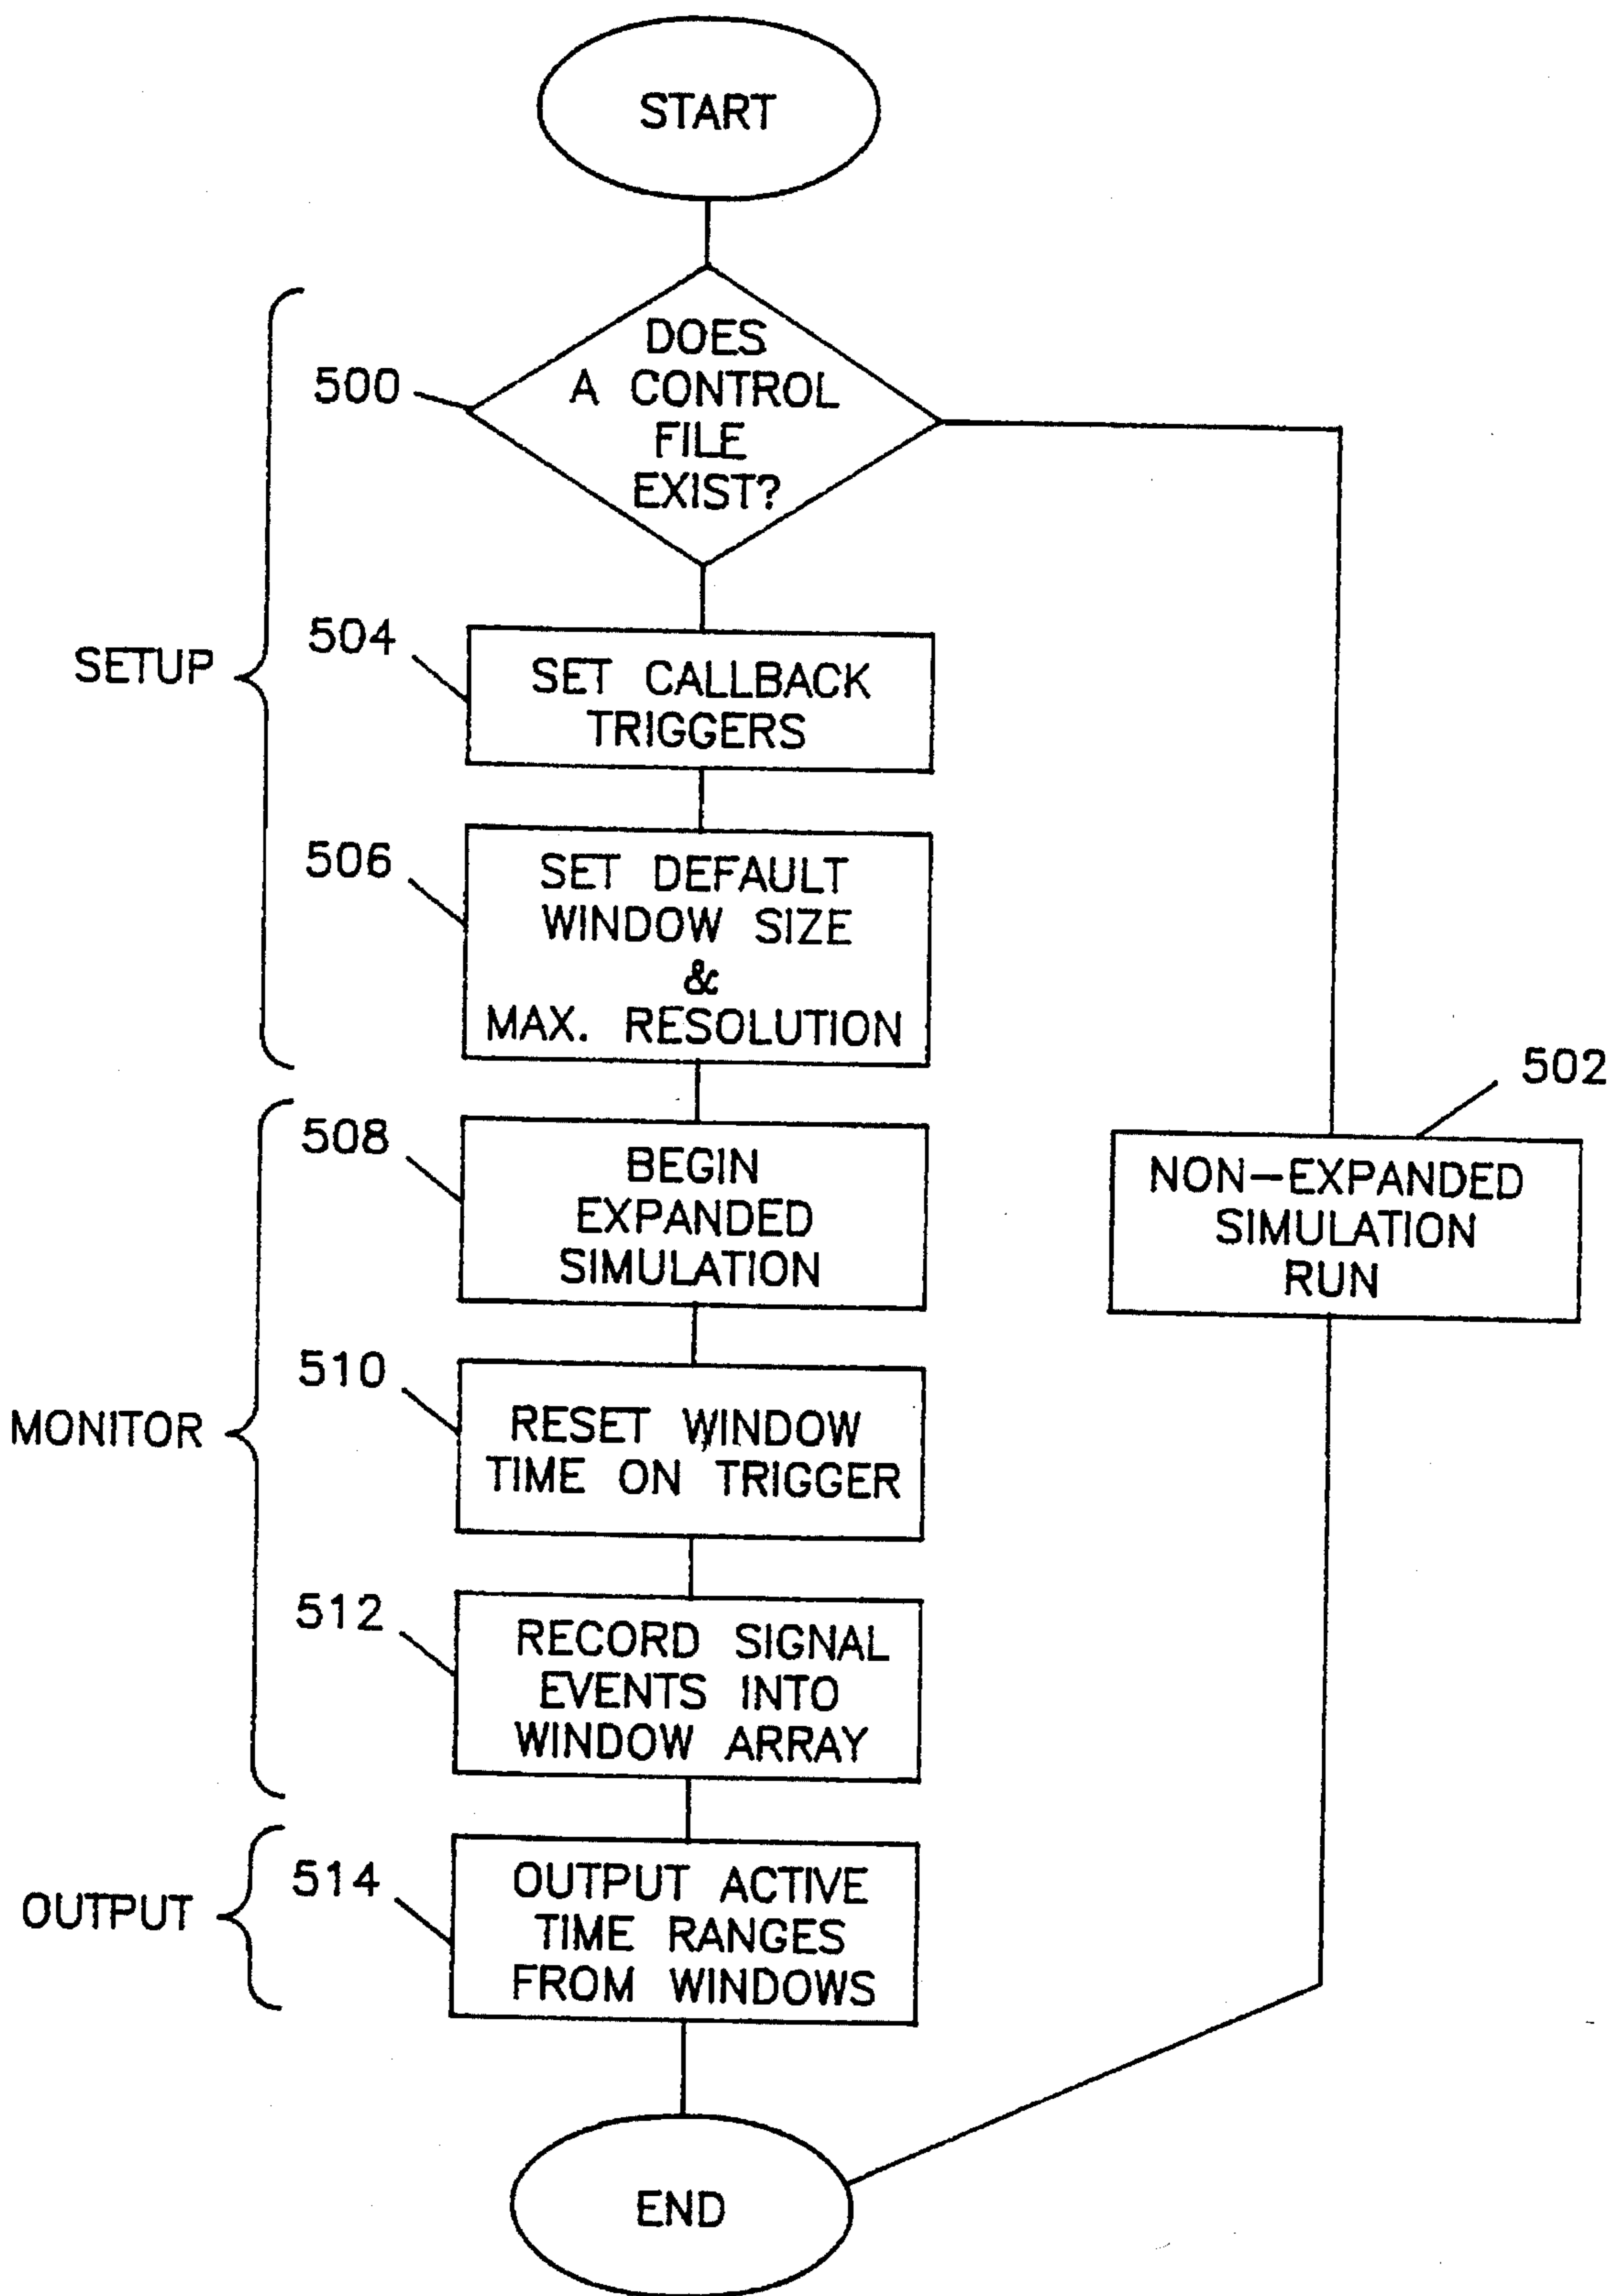 START
DOES
A CONTROL
FILE
EXIST?
500
SETUP
504
SET CALLBACK
TRIGGERS
506
SET DEFAULT
WINDOW SIZE
&
MAX. RESOLUTION
502
NON-EXPANDED
SIMULATION
RUN
MONITOR
508
BEGIN
EXPANDED
SIMULATION
510
RESET WINDOW
TIME ON TRIGGER
512
RECORD SIGNAL
EVENTS INTO
WINDOW ARRAY
OUTPUT
514
OUTPUT ACTIVE
TIME RANGES
FROM WINDOWS
END